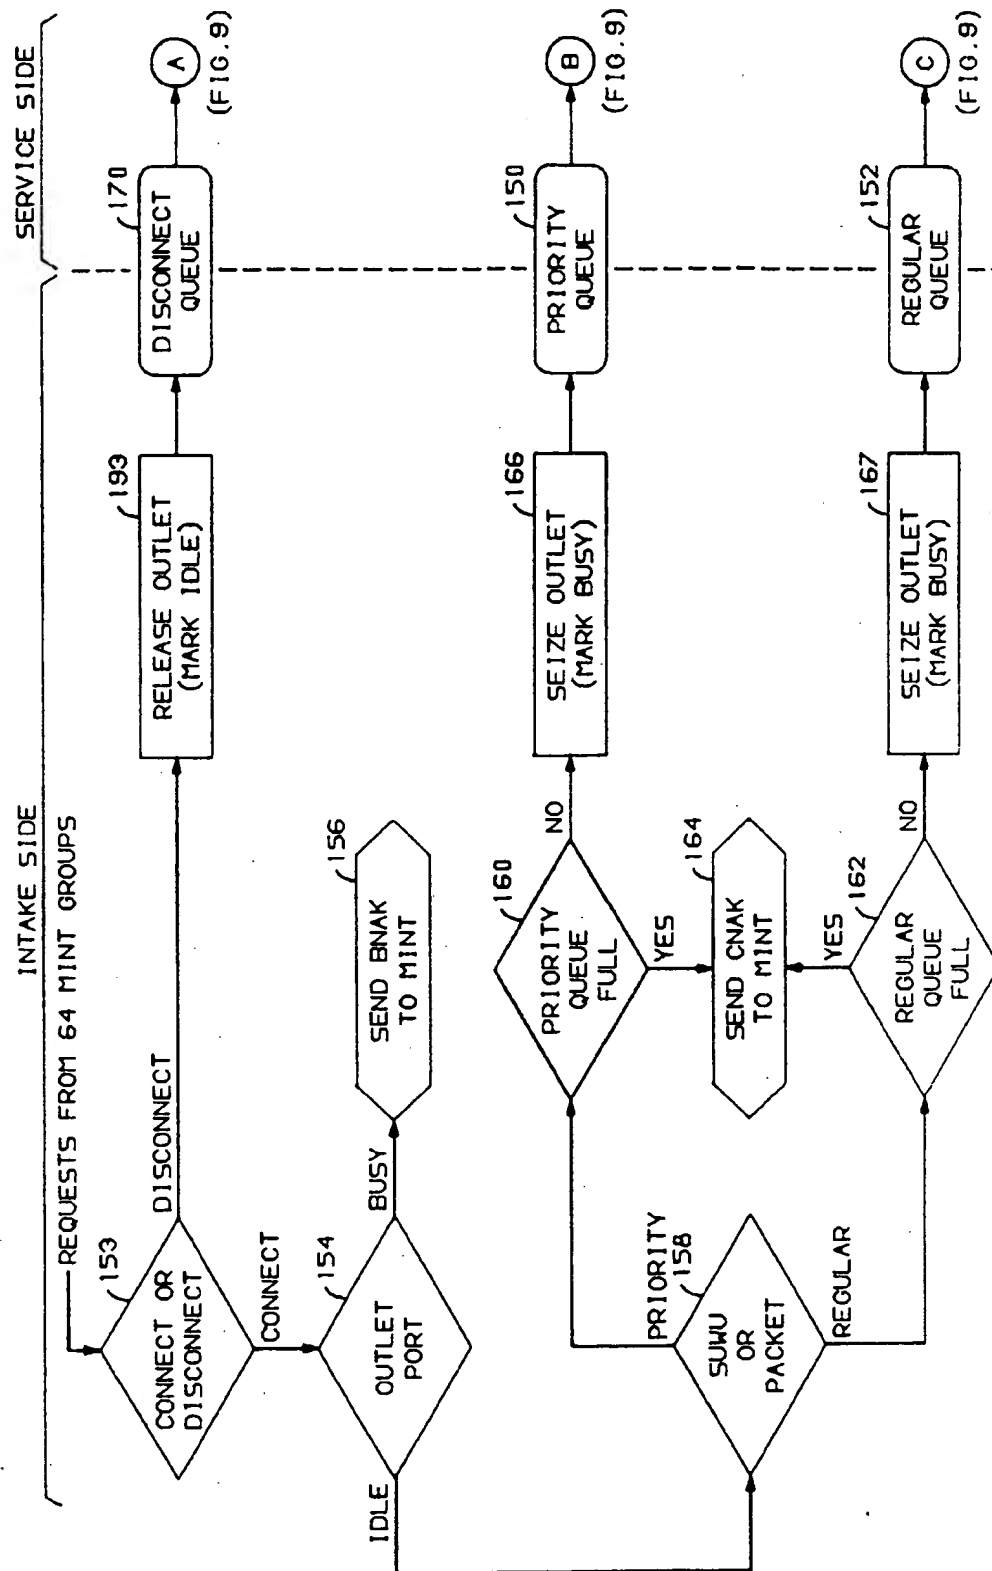 INTAKE SIDE
SERVICE SIDE
REQUESTS FROM 64 MINT GROUPS
153
CONNECT OR
DISCONNECT
DISCONNECT
193
RELEASE OUTLET
(MARK IDLE)
170
DISCONNECT
QUEUE
A
(FIG.9)
CONNECT
154
OUTLET
PORT
BUSY
156
SEND BNAK
TO MINT
IDLE
PRIORITY
158
SUWU
OR
PACKET
REGULAR
160
PRIORITY
QUEUE
FULL
NO
166
SEIZE OUTLET
(MARK BUSY)
150
PRIORITY
QUEUE
B
(FIG.9)
YES
164
SEND CNAK
TO MINT
YES
162
REGULAR
QUEUE
FULL
NO
167
SEIZE OUTLET
(MARK BUSY)
152
REGULAR
QUEUE
C
(FIG.9)